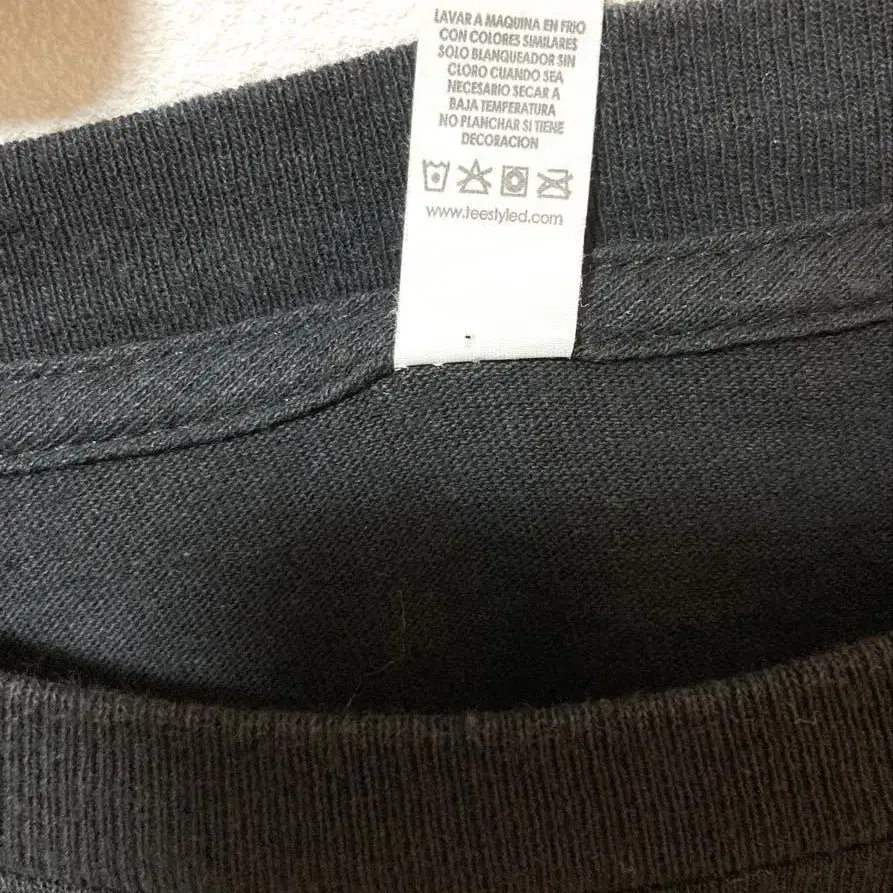 LAVAR A MAQUINA EN FRIO
CON COLORES SIMILARES
SOLO BLANQUEADOR SIN
CLORO CUANDO SEA
NECESARIO SECAR A
BAJA TEMPERATURA
NO PLANCHAR SI TIENE
DECORACION
www.teestyled.com